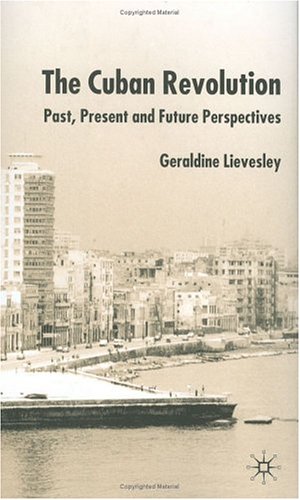 Copyrighted Material
The Cuban Revolution
Past, Present and Future Perspectives
Geraldine Lievesley
Copyrighted Material